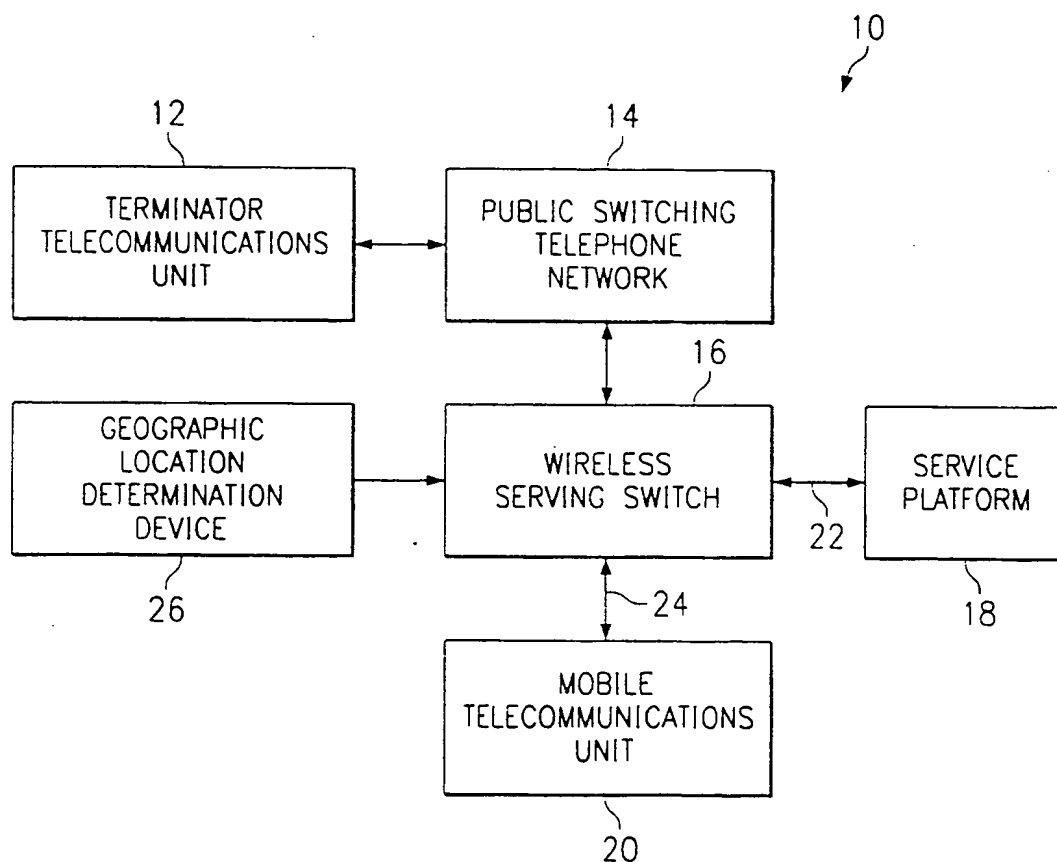 10
12
14
TERMINATOR
TELECOMMUNICATIONS
UNIT
PUBLIC SWITCHING
TELEPHONE
NETWORK
16
GEOGRAPHIC
LOCATION
DETERMINATION
DEVICE
WIRELESS
SERVING SWITCH
SERVICE
PLATFORM
22
26
24
18
MOBILE
TELECOMMUNICATIONS
UNIT
20